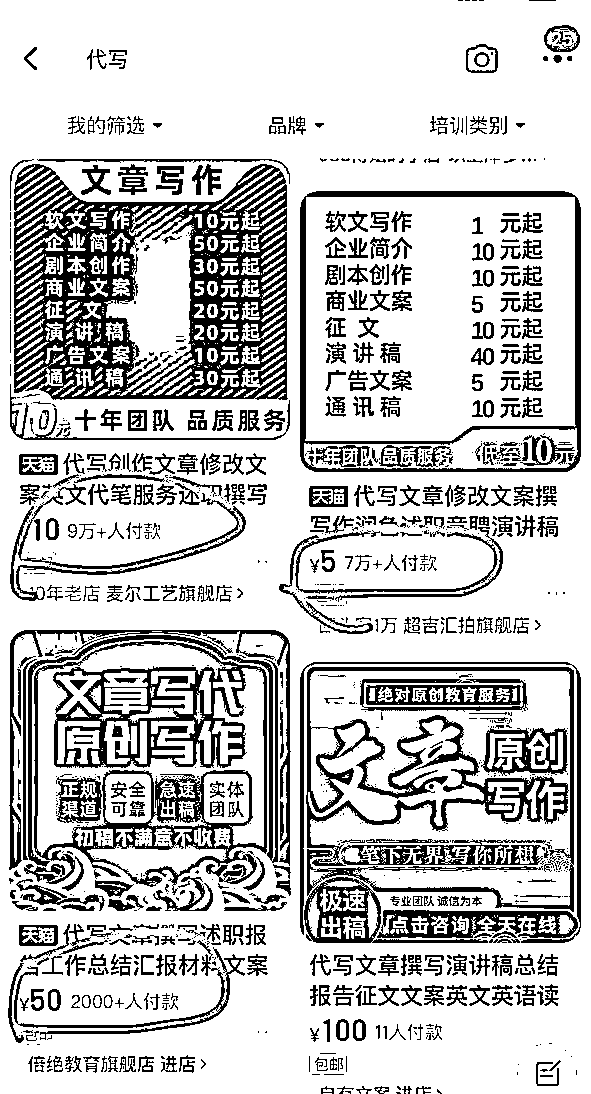 代写
25
我的筛选
品牌
培训类别
文章写作
软文写作 10元起
企业简介 50元起
剧本创作 30元起
商业文案 50元起
征文 20元起
演讲稿 20元起
广告文案 10元起
通讯稿 30元起
10元 十年团队 品质服务
天猫 代写创作文章修改文
案英文代笔服务述职撰写
10 9万+人付款
10年老店 麦尔工艺旗舰店>
软文写作 1 元起
企业简介 10 元起
剧本创作 10 元起
商业文案 5 元起
征 文 10 元起
演讲稿 40 元起
广告文案 5 元起
通讯稿 10 元起
十年团队 品质服务 低至10元
天猫 代写文章修改文案撰
写作润色述职竞聘演讲稿
¥5 7万+人付款
1万 超吉汇拍旗舰店>
文章写代
原创写作
正规渠道 安全可靠 急速出稿 实体团队
初稿不满意不收费
天猫 代写文章撰写述职报
告工作总结汇报材料文案
¥50 2000+人付款
包邮
倍绝教育旗舰店 进店>
绝对原创教育服务
文章 原创写作
笔下无界 写你所想
极速出稿
专业团队 诚信为本
点击咨询 全天在线
代写文章撰写演讲稿总结
报告征文文案英文英语读
¥100 11人付款
包邮